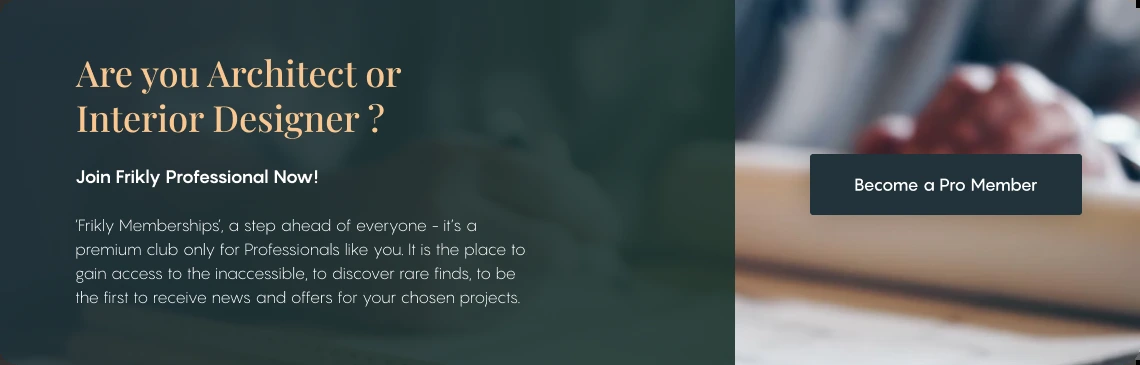 Are you Architect or
Interior Designer ?
Join Frikly Professional Now!
'Frikly Memberships', a step ahead of everyone - it's a
premium club only for Professionals like you. It is the place to
gain access to the inaccessible, to discover rare finds, to be
the first to receive news and offers for your chosen projects.
Become a Pro Member